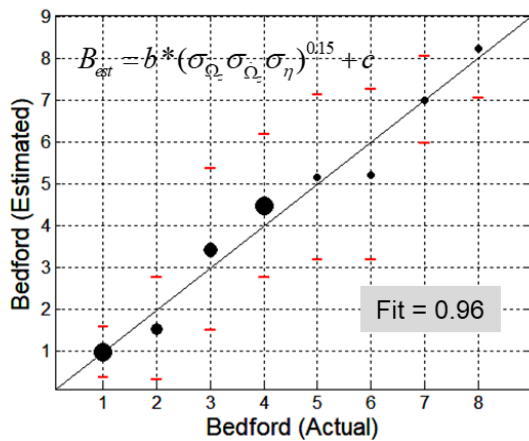 9
B_est = b*(σ_Ωz σ_Ω̇z σ_η)^0.15 + c
8
7
6
5
4
3
2
1
Bedford (Estimated)
Fit = 0.96
1 2 3 4 5 6 7 8
Bedford (Actual)